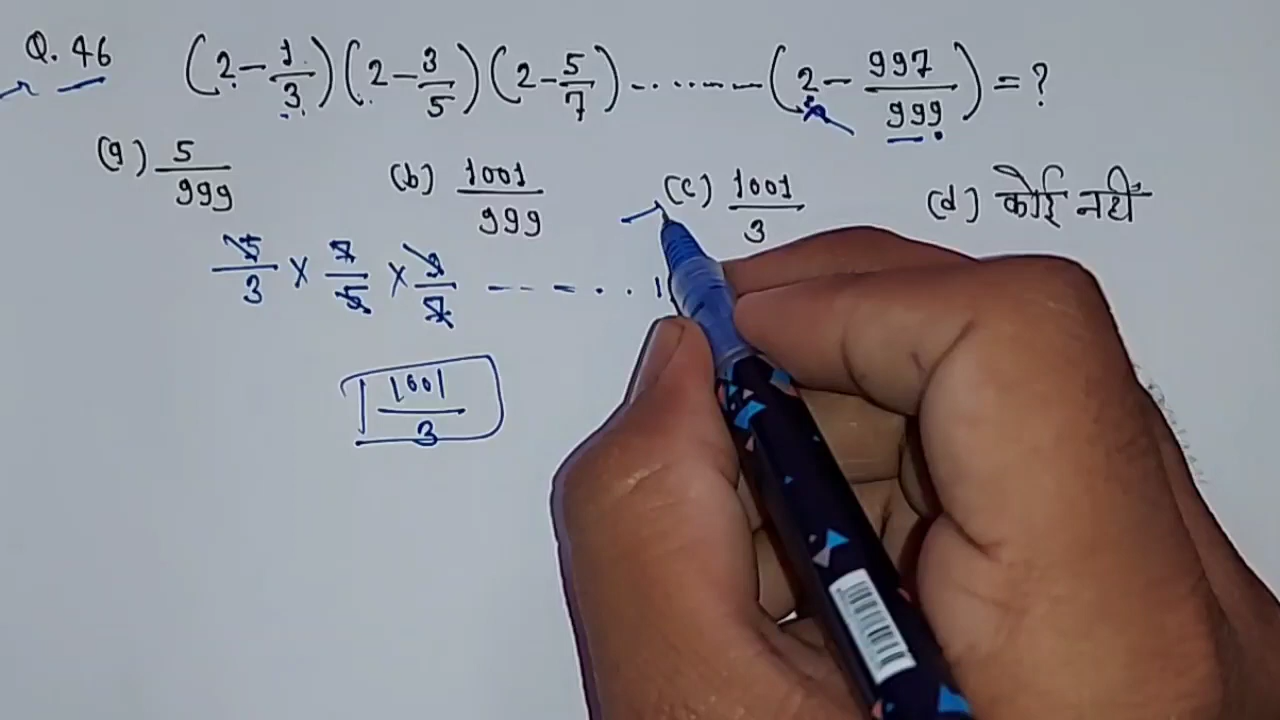 Q. 46 (2 - 1/3) (2 - 3/5) (2 - 5/7) ......... (2 - 997/999) = ?
(a) 5/999 (b) 1001/999 (c) 1001/3 (d) कोई नहीं
5/3 × 7/5 × 9/7 ------
1001/3